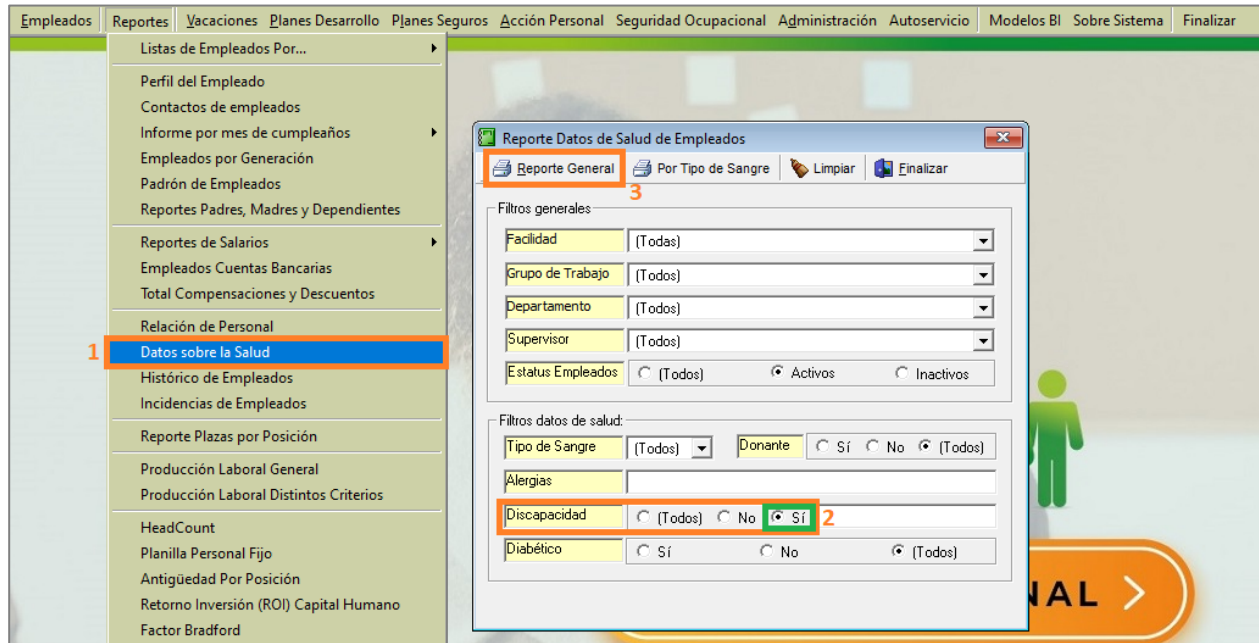 Empleados Reportes Vacaciones Planes Desarrollo Planes Seguros Acción Personal Seguridad Ocupacional Administración Autoservicio Modelos BI Sobre Sistema Finalizar
Listas de Empleados Por...
Perfil del Empleado
Contactos de empleados
Informe por mes de cumpleaños
Empleados por Generación
Padrón de Empleados
Reportes Padres, Madres y Dependientes
Reportes de Salarios
Empleados Cuentas Bancarias
Total Compensaciones y Descuentos
Relación de Personal
1 Datos sobre la Salud
Histórico de Empleados
Incidencias de Empleados
Reporte Plazas por Posición
Producción Laboral General
Producción Laboral Distintos Criterios
HeadCount
Planilla Personal Fijo
Antigüedad Por Posición
Retorno Inversión (ROI) Capital Humano
Factor Bradford
Reporte Datos de Salud de Empleados
Reporte General Por Tipo de Sangre Limpiar Finalizar
3
Filtros generales
Facilidad (Todas)
Grupo de Trabajo (Todos)
Departamento (Todos)
Supervisor (Todos)
Estatus Empleados (Todos) Activos Inactivos
Filtros datos de salud:
Tipo de Sangre (Todos) Donante Sí No (Todos)
Alergias
Discapacidad (Todos) No Sí 2
Diabético Sí No (Todos)